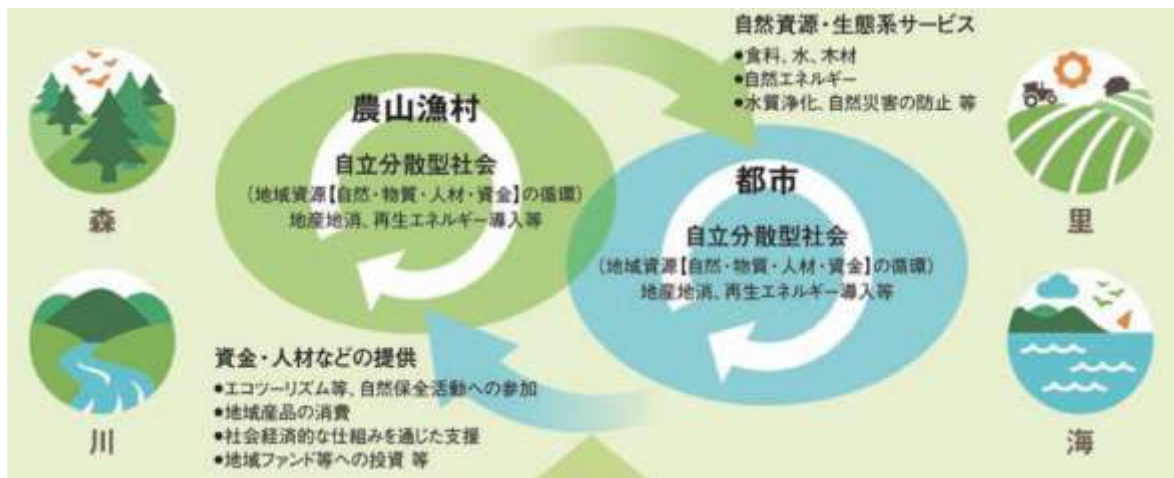 自然資源・生態系サービス
●食料、水、木材
●自然エネルギー
●水質浄化、自然災害の防止 等
農山漁村
自立分散型社会
(地域資源【自然・物質・人材・資金】の循環)
地産地消、再生エネルギー導入等
都市
自立分散型社会
(地域資源【自然・物質・人材・資金】の循環)
地産地消、再生エネルギー導入等
森
里
資金・人材などの提供
●エコツーリズム等、自然保全活動への参加
●地域産品の消費
●社会経済的な仕組みを通じた支援
●地域ファンド等への投資 等
川
海